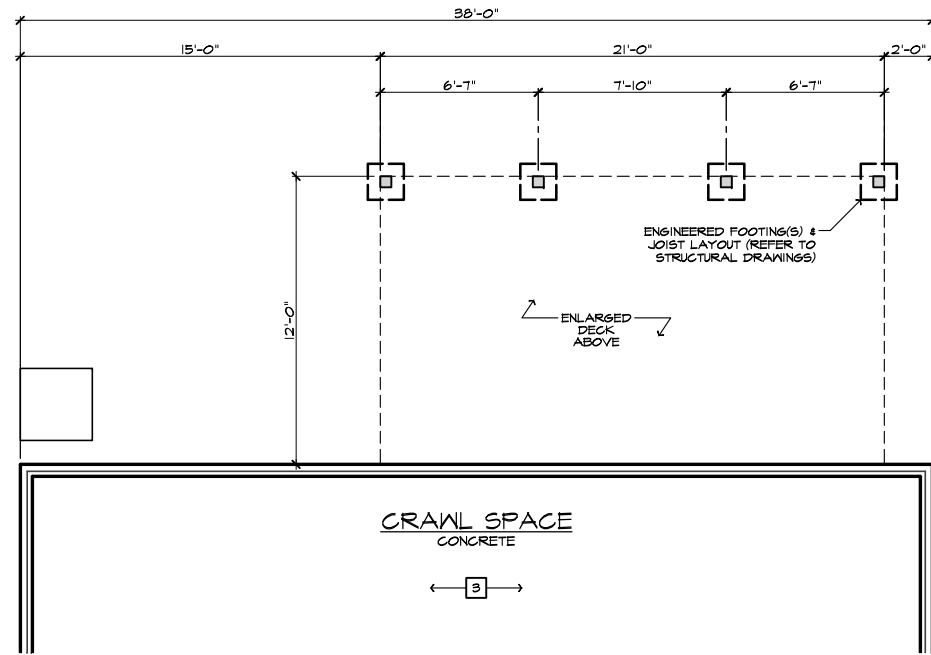 38'-0"
15'-0"
21'-0"
2'-0"
6'-7"
7'-10"
6'-7"
ENGINEERED FOOTING(S) &
JOIST LAYOUT (REFER TO
STRUCTURAL DRAWINGS)
12'-0"
ENLARGED
DECK
ABOVE
CRAWL SPACE
CONCRETE
3